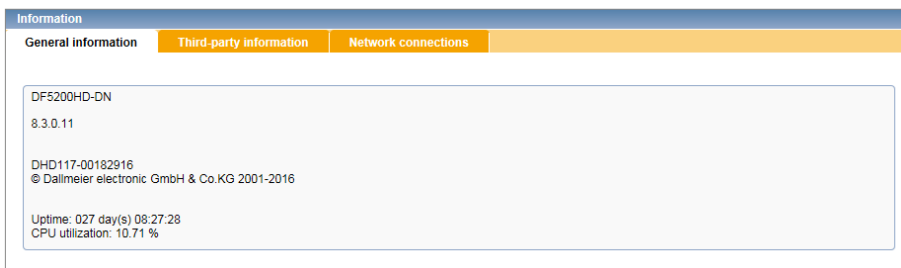 Information
General information Third-party information Network connections
DF5200HD-DN
8.3.0.11
DHD117-00182916
© Dallmeier electronic GmbH & Co.KG 2001-2016
Uptime: 027 day(s) 08:27:28
CPU utilization: 10.71 %